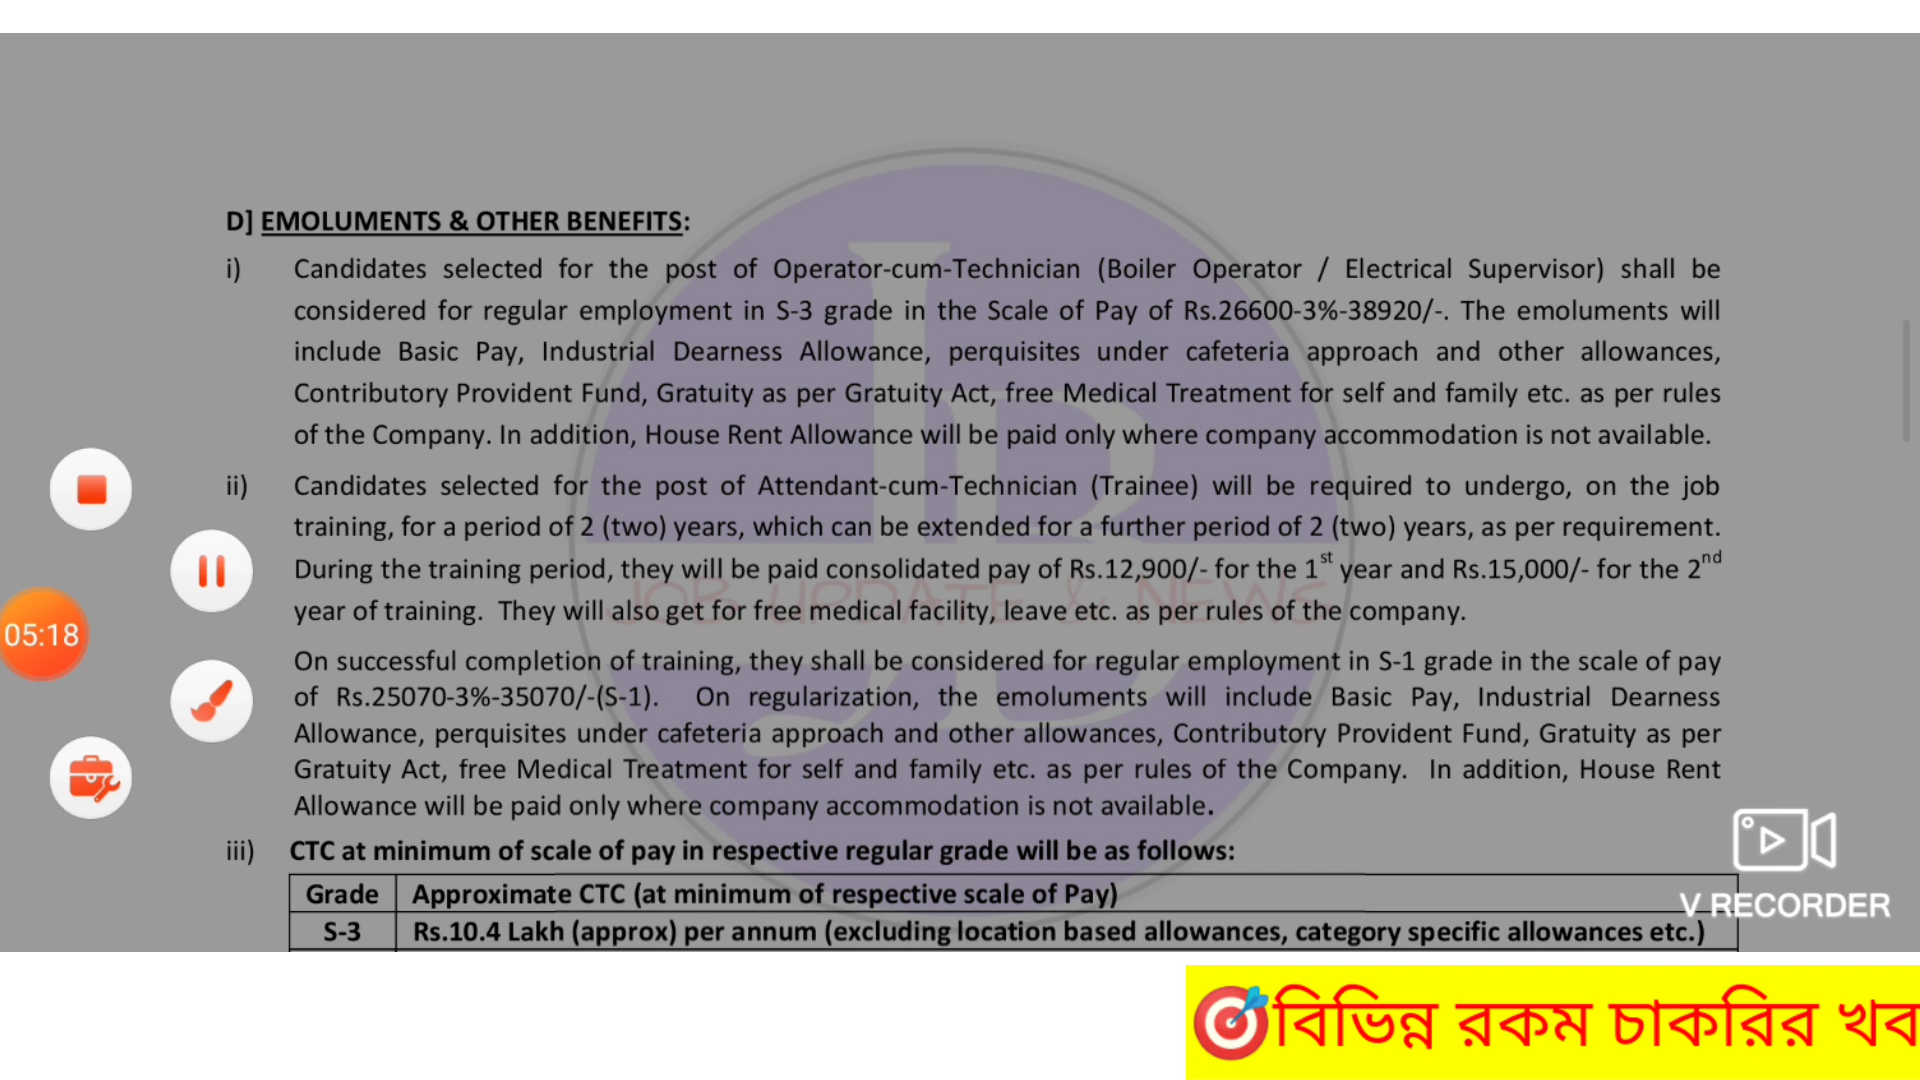 D] EMOLUMENTS & OTHER BENEFITS:
i) Candidates selected for the post of Operator-cum-Technician (Boiler Operator / Electrical Supervisor) shall be
considered for regular employment in S-3 grade in the Scale of Pay of Rs.26600-3%-38920/-. The emoluments will
include Basic Pay, Industrial Dearness Allowance, perquisites under cafeteria approach and other allowances,
Contributory Provident Fund, Gratuity as per Gratuity Act, free Medical Treatment for self and family etc. as per rules
of the Company. In addition, House Rent Allowance will be paid only where company accommodation is not available.
ii) Candidates selected for the post of Attendant-cum-Technician (Trainee) will be required to undergo, on the job
training, for a period of 2 (two) years, which can be extended for a further period of 2 (two) years, as per requirement.
During the training period, they will be paid consolidated pay of Rs.12,900/- for the 1st year and Rs.15,000/- for the 2nd
year of training. They will also get for free medical facility, leave etc. as per rules of the company.
JOB UPDATE & NEWS
05:18
On successful completion of training, they shall be considered for regular employment in S-1 grade in the scale of pay
of Rs.25070-3%-35070/-(S-1). On regularization, the emoluments will include Basic Pay, Industrial Dearness
Allowance, perquisites under cafeteria approach and other allowances, Contributory Provident Fund, Gratuity as per
Gratuity Act, free Medical Treatment for self and family etc. as per rules of the Company. In addition, House Rent
Allowance will be paid only where company accommodation is not available.
iii) CTC at minimum of scale of pay in respective regular grade will be as follows:
Grade Approximate CTC (at minimum of respective scale of Pay)
V RECORDER
S-3 Rs.10.4 Lakh (approx) per annum (excluding location based allowances, category specific allowances etc.)
বিভিন্ন রকম চাকরির খব